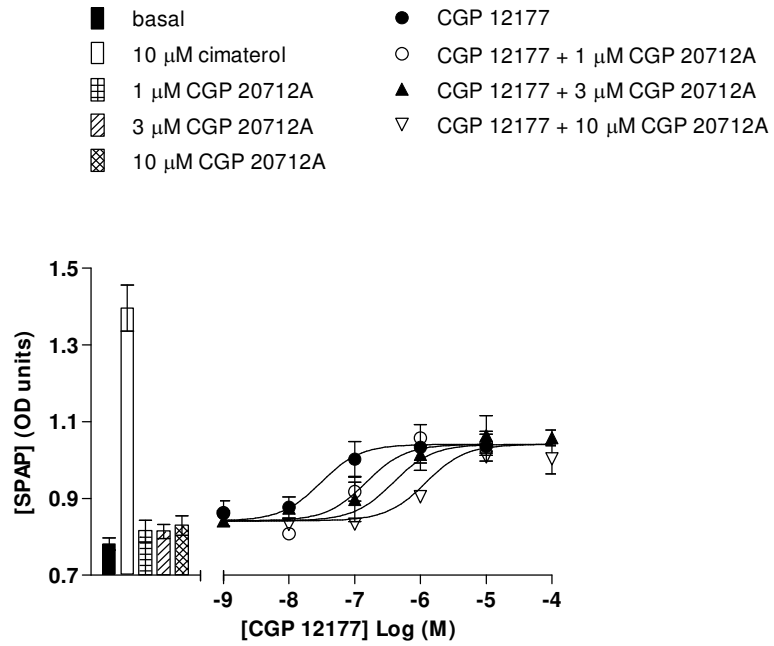 basal
10 μM cimaterol
1 μM CGP 20712A
3 μM CGP 20712A
10 μM CGP 20712A
CGP 12177
CGP 12177 + 1 μM CGP 20712A
CGP 12177 + 3 μM CGP 20712A
CGP 12177 + 10 μM CGP 20712A
[SPAP] (OD units)
1.5
1.3
1.1
0.9
0.7
-9 -8 -7 -6 -5 -4
[CGP 12177] Log (M)